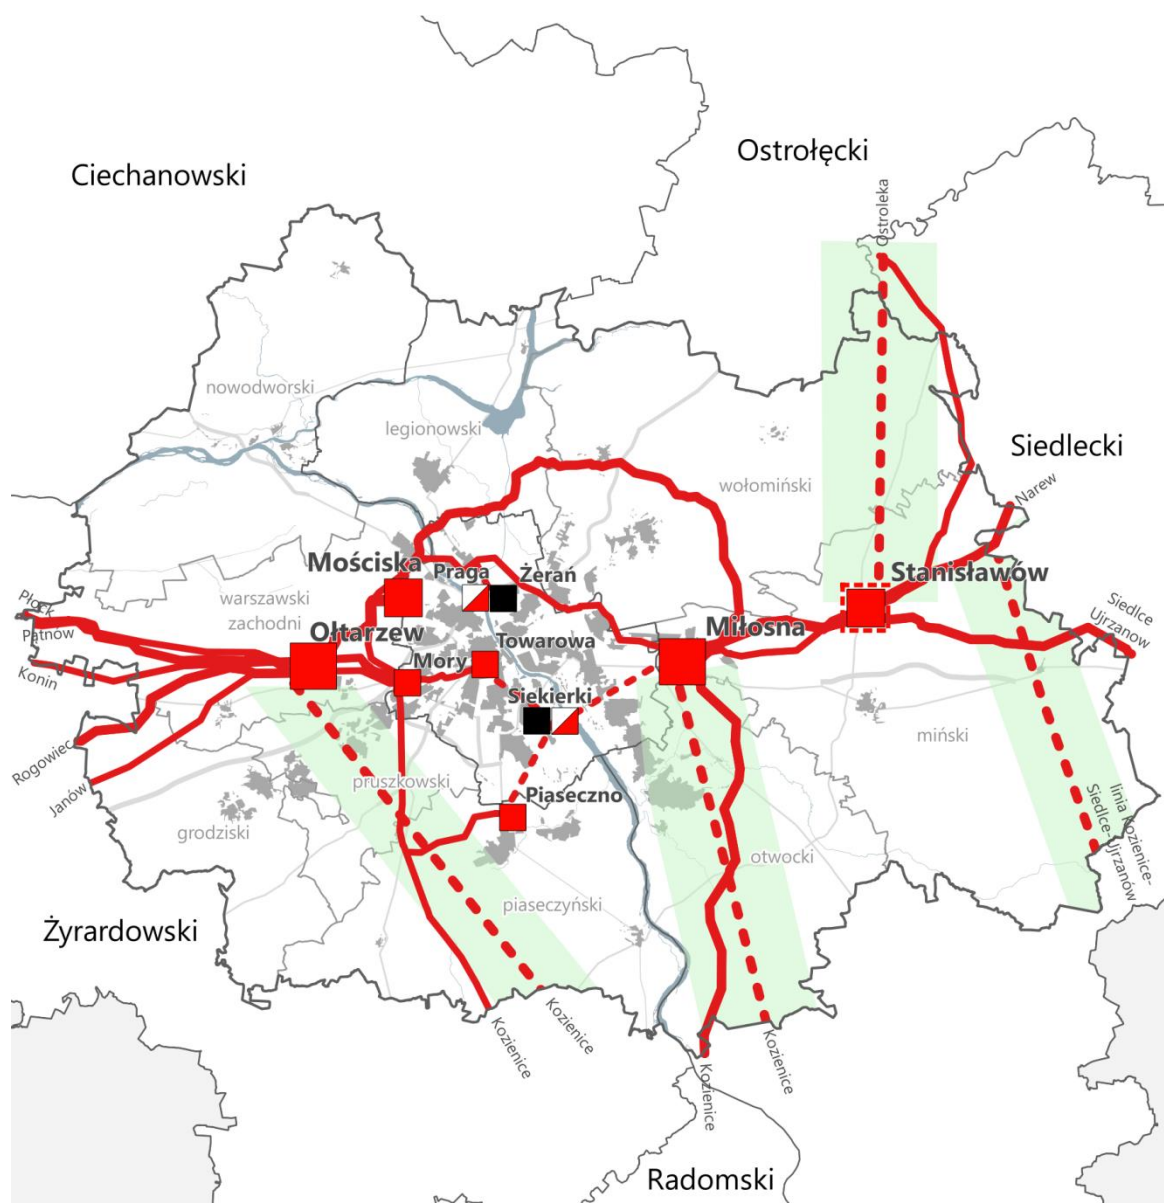 Ostrołęcki
Ciechanowski
Ostroleka
nowodworski
legionowski
Siedlecki
wołomiński
Narew
Mościska
Praga
Żerań
Stanisławów
warszawski
zachodni
Płock
Pątnów
Ołtarzew
Towarowa
Miłosna
Siedlce
Ujrzanow
Mory
Konin
Siekierki
miński
Rogowiec
Janów
pruszkowski
Piaseczno
grodziski
linia Kozienice-
Siedlce-Ujrzanów
otwocki
piaseczyński
Żyrardowski
Kozienice
Kozienice
Kozienice
Kozienice
Radomski